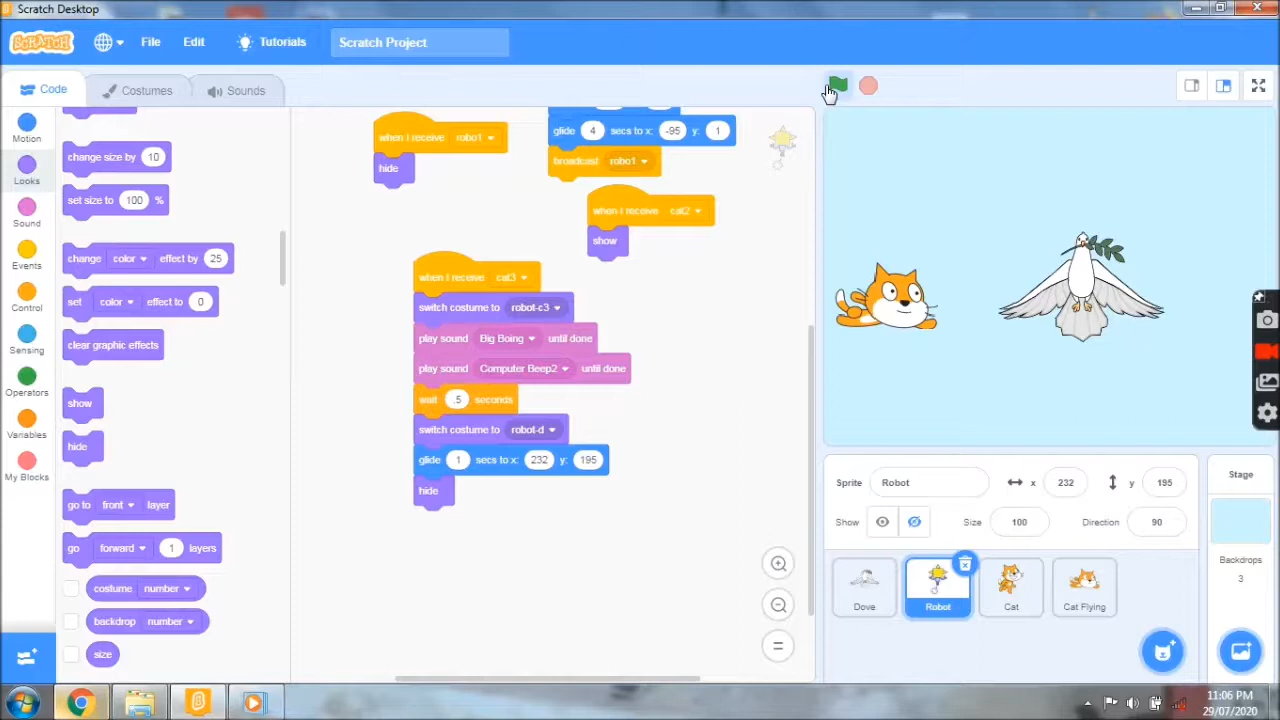 Scratch Desktop
SCRATCH
File
Edit
Tutorials
Scratch Project
Code
Costumes
Sounds
Motion
Looks
Sound
Events
Control
Sensing
Operators
Variables
My Blocks
change size by 10
set size to 100 %
change color effect by 25
set color effect to 0
clear graphic effects
show
hide
go to front layer
go forward 1 layers
costume number
backdrop number
size
when I receive robo1
hide
glide 4 secs to x: -95 y: 1
broadcast robo1
when I receive cat2
show
when I receive cat3
switch costume to robot-c3
play sound Big Boing until done
play sound Computer Beep2 until done
wait .5 seconds
switch costume to robot-d
glide 1 secs to x: 232 y: 195
hide
Sprite Robot x 232 y 195
Show Size 100 Direction 90
Dove
Robot
Cat
Cat Flying
Stage
Backdrops
3
11:06 PM
29/07/2020